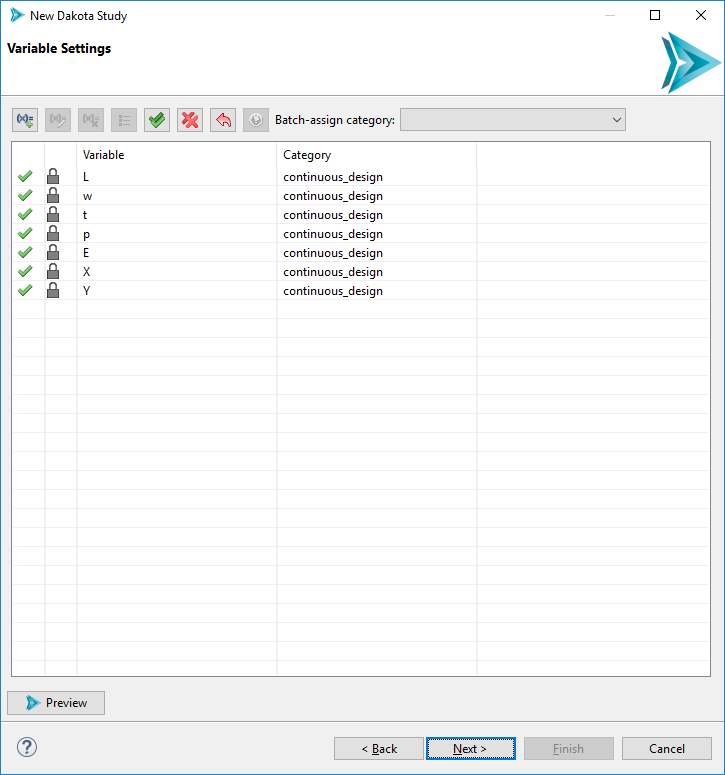 New Dakota Study
Variable Settings
Batch-assign category:
Variable Category
L continuous_design
w continuous_design
t continuous_design
p continuous_design
E continuous_design
X continuous_design
Y continuous_design
Preview
? < Back Next > Finish Cancel